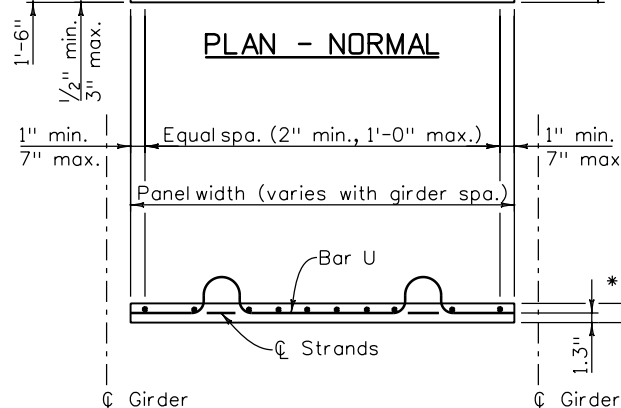 1'-6"
1/2" min.
3" max.
PLAN - NORMAL
1" min.
7" max.
Equal spa. (2" min., 1'-0" max.)
1" min.
7" max.
Panel width (varies with girder spa.)
Bar U
*
℄ Strands
1.3"
℄ Girder
℄ Girder